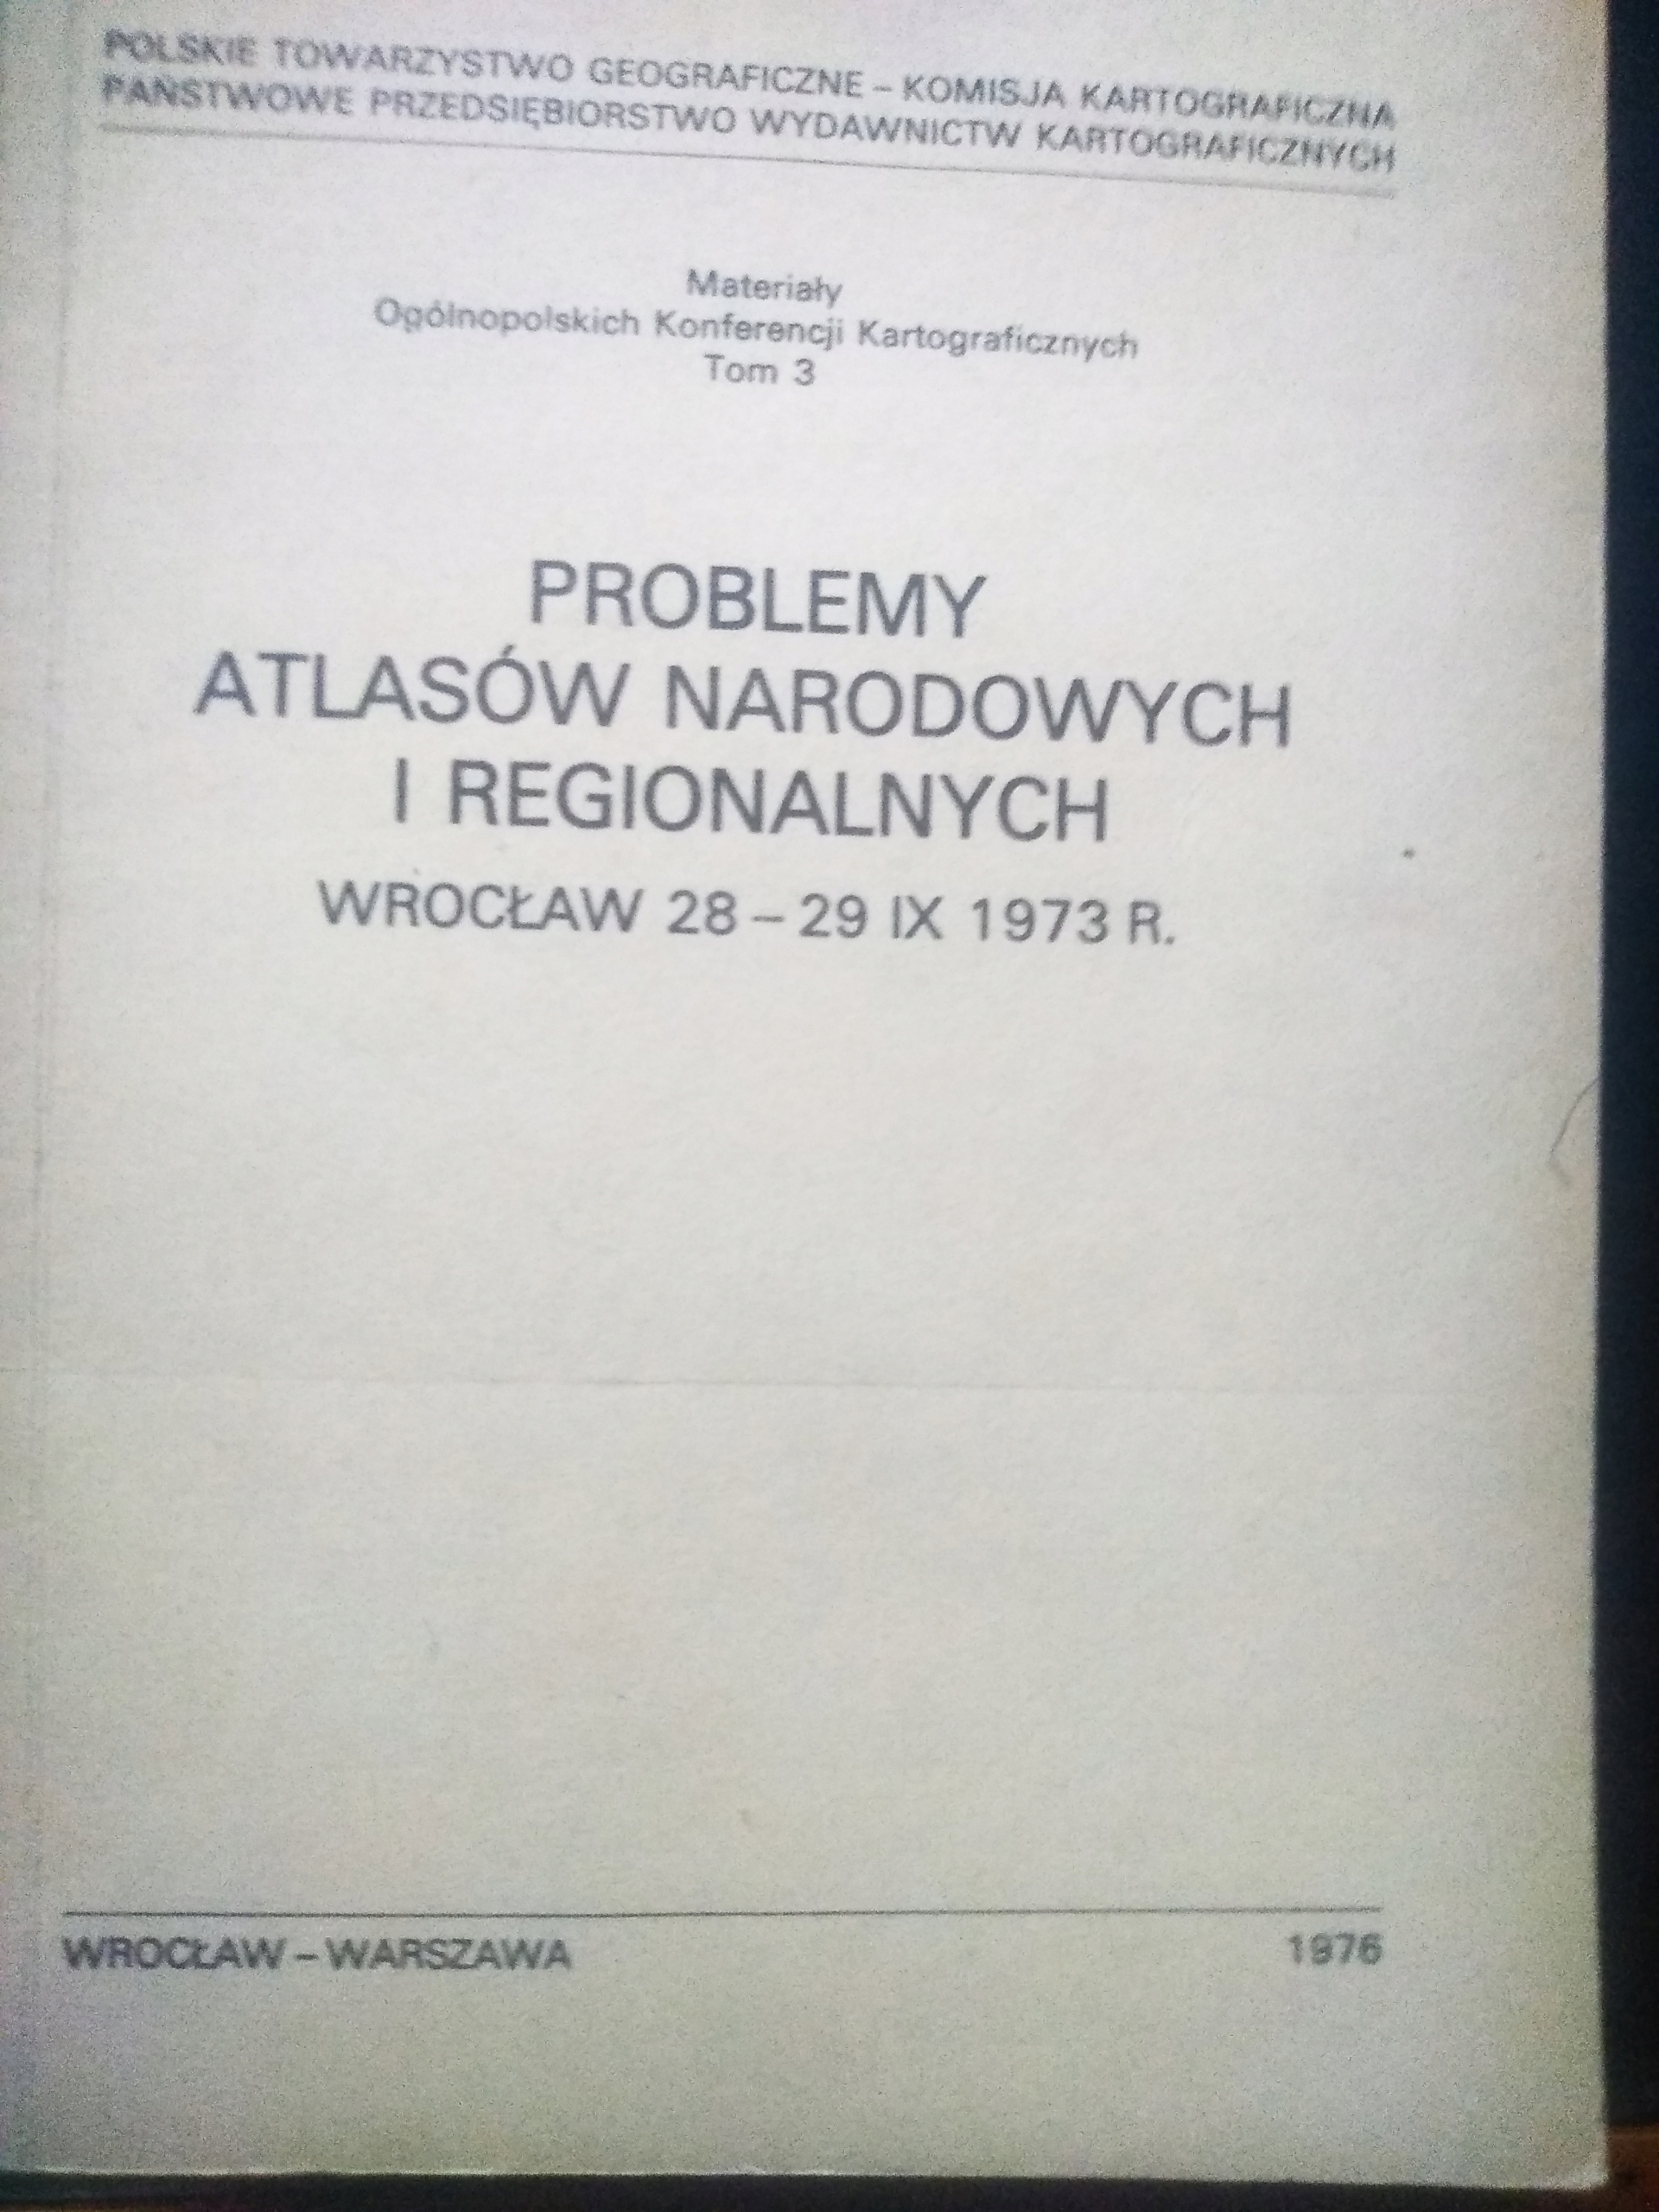 POLSKIE TOWARZYSTWO GEOGRAFICZNE – KOMISJA KARTOGRAFICZNA
PAŃSTWOWE PRZEDSIĘBIORSTWO WYDAWNICTW KARTOGRAFICZNYCH
Materiały
Ogólnopolskich Konferencji Kartograficznych
Tom 3
PROBLEMY
ATLASÓW NARODOWYCH
I REGIONALNYCH
WROCŁAW 28 – 29 IX 1973 R.
WROCŁAW – WARSZAWA 1976